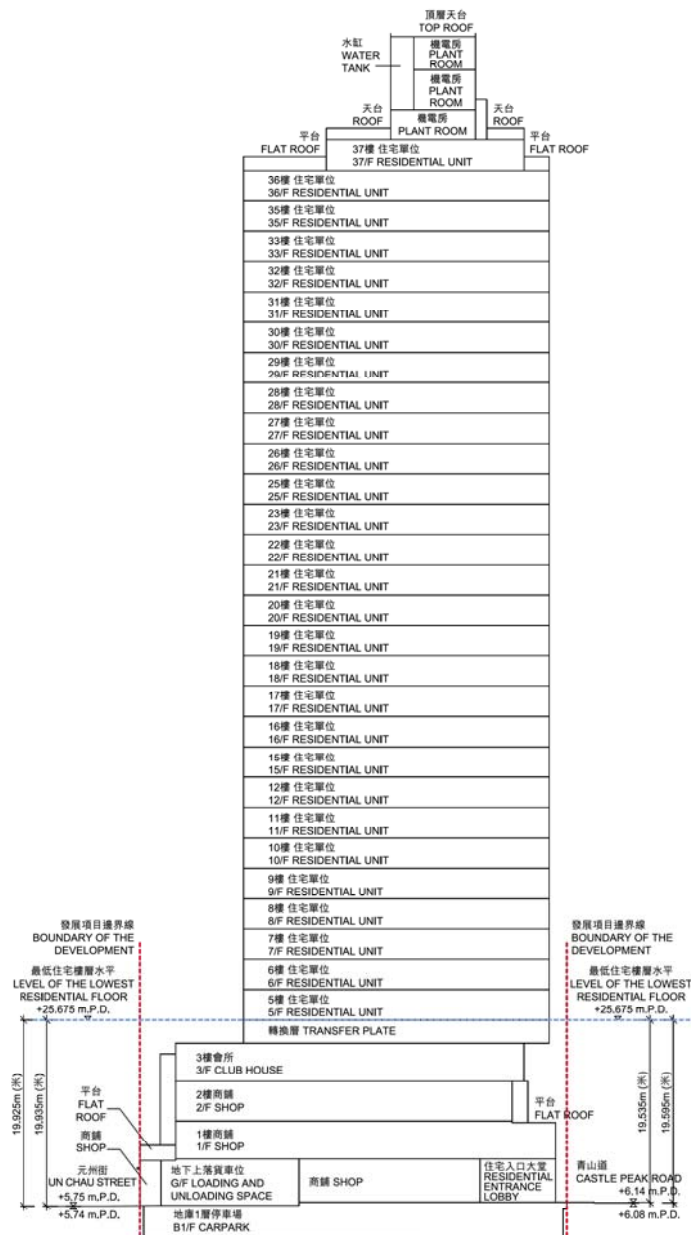 頂層天台
TOP ROOF
水缸
WATER
TANK
機電房
PLANT
ROOM
機電房
PLANT
ROOM
機電房
PLANT ROOM
天台
ROOF
天台
ROOF
平台
FLAT ROOF
平台
FLAT ROOF
37樓 住宅單位
37/F RESIDENTIAL UNIT
36樓 住宅單位
36/F RESIDENTIAL UNIT
35樓 住宅單位
35/F RESIDENTIAL UNIT
33樓 住宅單位
33/F RESIDENTIAL UNIT
32樓 住宅單位
32/F RESIDENTIAL UNIT
31樓 住宅單位
31/F RESIDENTIAL UNIT
30樓 住宅單位
30/F RESIDENTIAL UNIT
29樓 住宅單位
29/F RESIDENTIAL UNIT
28樓 住宅單位
28/F RESIDENTIAL UNIT
27樓 住宅單位
27/F RESIDENTIAL UNIT
26樓 住宅單位
26/F RESIDENTIAL UNIT
25樓 住宅單位
25/F RESIDENTIAL UNIT
23樓 住宅單位
23/F RESIDENTIAL UNIT
22樓 住宅單位
22/F RESIDENTIAL UNIT
21樓 住宅單位
21/F RESIDENTIAL UNIT
20樓 住宅單位
20/F RESIDENTIAL UNIT
19樓 住宅單位
19/F RESIDENTIAL UNIT
18樓 住宅單位
18/F RESIDENTIAL UNIT
17樓 住宅單位
17/F RESIDENTIAL UNIT
16樓 住宅單位
16/F RESIDENTIAL UNIT
15樓 住宅單位
15/F RESIDENTIAL UNIT
12樓 住宅單位
12/F RESIDENTIAL UNIT
11樓 住宅單位
11/F RESIDENTIAL UNIT
10樓 住宅單位
10/F RESIDENTIAL UNIT
9樓 住宅單位
9/F RESIDENTIAL UNIT
8樓 住宅單位
8/F RESIDENTIAL UNIT
7樓 住宅單位
7/F RESIDENTIAL UNIT
6樓 住宅單位
6/F RESIDENTIAL UNIT
5樓 住宅單位
5/F RESIDENTIAL UNIT
發展項目邊界線
BOUNDARY OF THE
DEVELOPMENT
最低住宅樓層水平
LEVEL OF THE LOWEST
RESIDENTIAL FLOOR
+25.675 m.P.D.
發展項目邊界線
BOUNDARY OF THE
DEVELOPMENT
最低住宅樓層水平
LEVEL OF THE LOWEST
RESIDENTIAL FLOOR
+25.675 m.P.D.
轉換層 TRANSFER PLATE
3樓會所
3/F CLUB HOUSE
2樓商鋪
2/F SHOP
1樓商鋪
1/F SHOP
平台
FLAT
ROOF
平台
FLAT ROOF
商鋪
SHOP
19.925m (米)
19.935m (米)
19.535m (米)
19.595m (米)
地下上落貨車位
G/F LOADING AND
UNLOADING SPACE
商鋪 SHOP
住宅入口大堂
RESIDENTIAL
ENTRANCE
LOBBY
元州街
UN CHAU STREET
+5.75 m.P.D.
+5.74 m.P.D.
青山道
CASTLE PEAK ROAD
+6.14 m.P.D.
+6.08 m.P.D.
地庫1層停車場
B1/F CARPARK